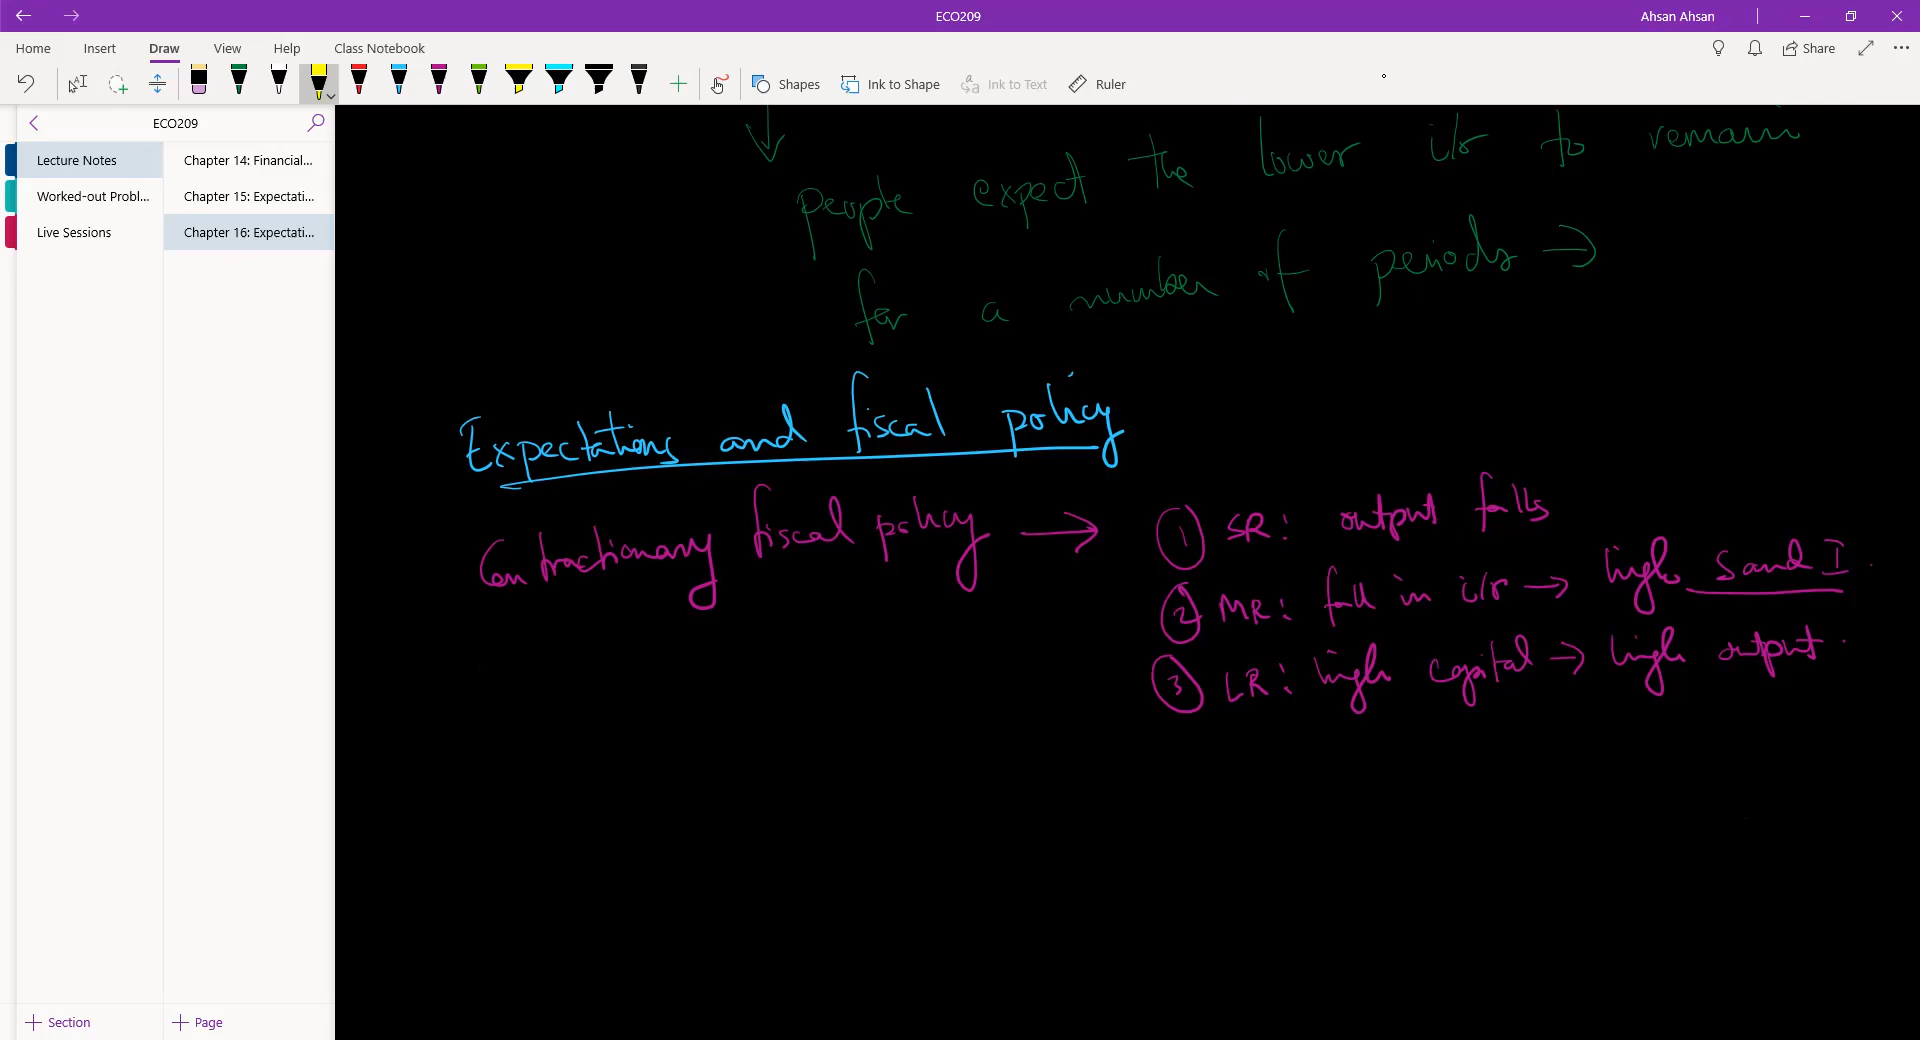 ECO209
Ahsan Ahsan
Home Insert Draw View Help Class Notebook
Share
Shapes Ink to Shape Ink to Text Ruler
ECO209
Lecture Notes
Worked-out Probl...
Live Sessions
Chapter 14: Financial...
Chapter 15: Expectati...
Chapter 16: Expectati...
people expect the lower i/r to remain
for a number of periods →
Expectations and fiscal policy
Contractionary fiscal policy →
① SR: output falls
② MR: fall in i/r → high S and I.
③ LR: high capital → high output.
+ Section
+ Page